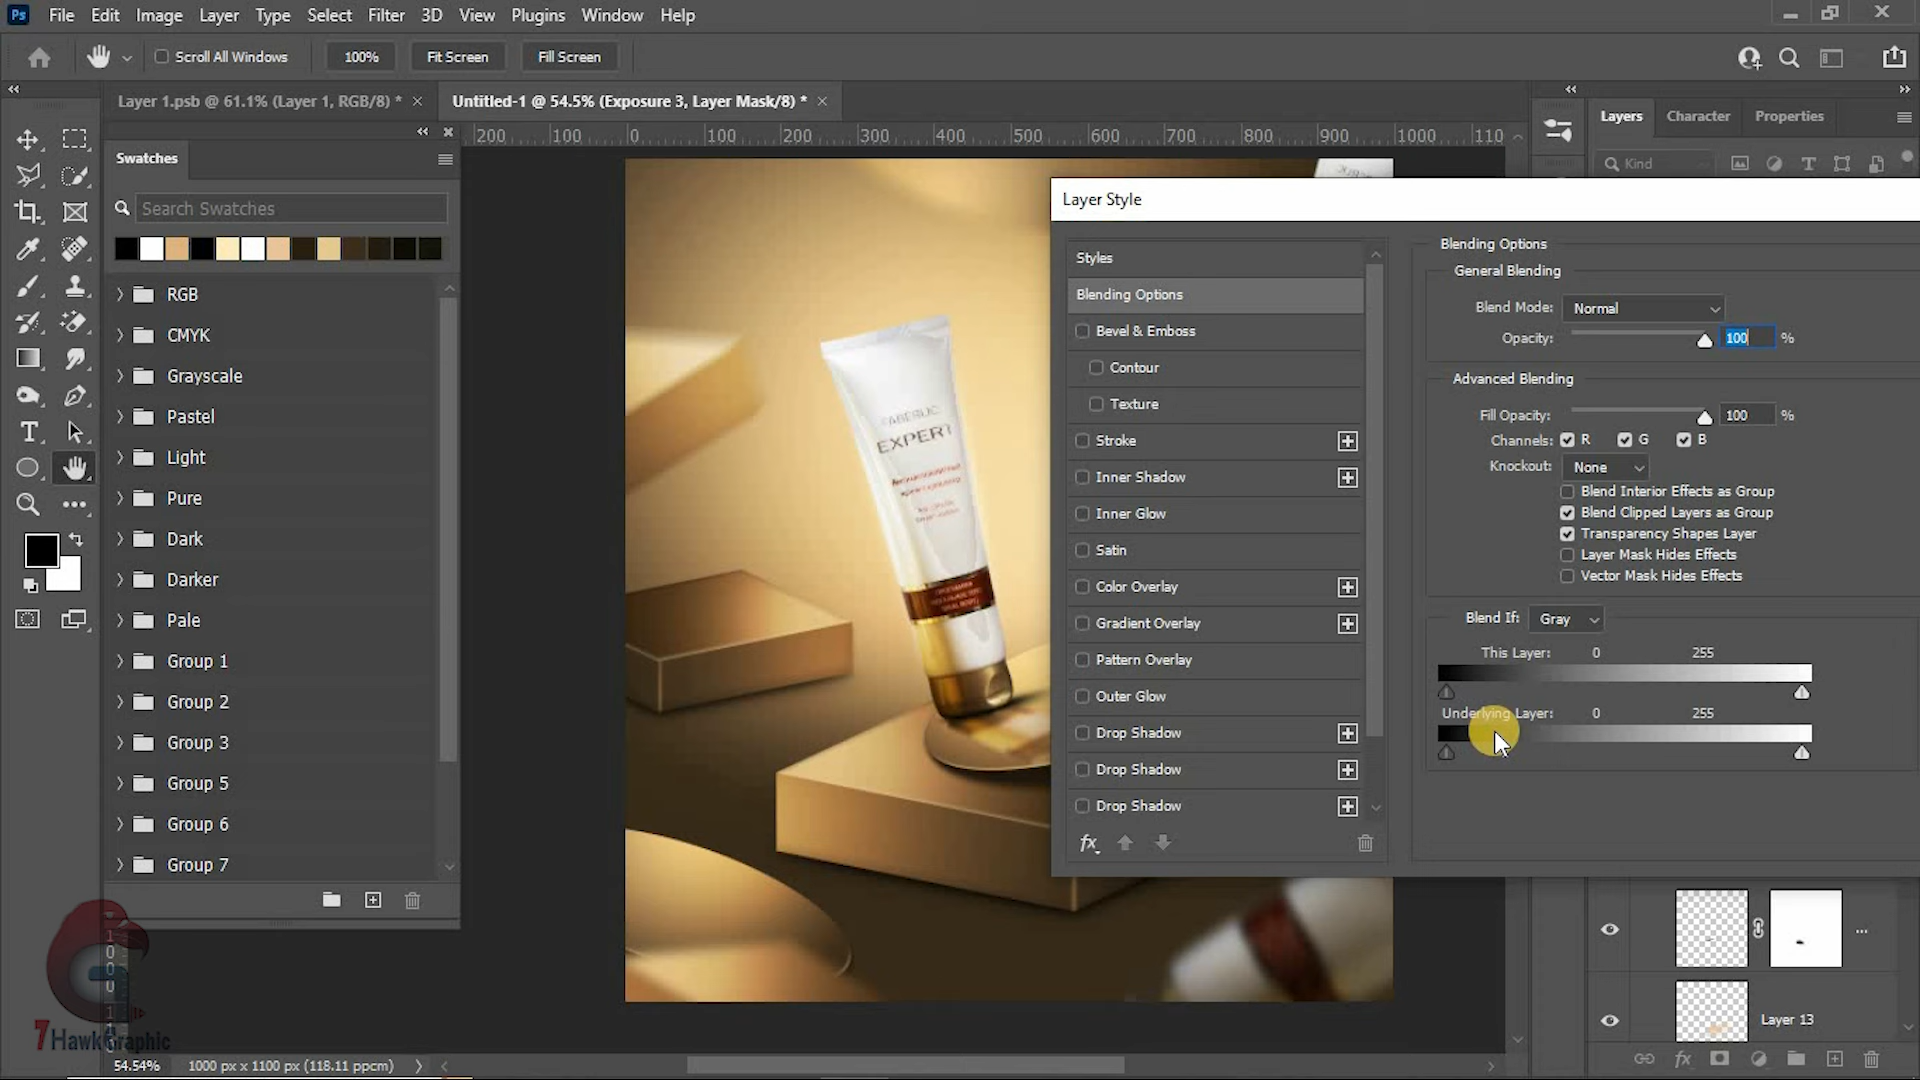 Ps File Edit Image Layer Type Select Filter 3D View Plugins Window Help
Scroll All Windows 100% Fit Screen Fill Screen
Layer 1.psb @ 61.1% (Layer 1, RGB/8) *
Untitled-1 @ 54.5% (Exposure 3, Layer Mask/8) *
200 100 0 100 200 300 400 500 600 700 800 900 1000 110
Swatches
Search Swatches
RGB
CMYK
Grayscale
Pastel
Light
Pure
Dark
Darker
Pale
Group 1
Group 2
Group 3
Group 5
Group 6
Group 7
FABERLIC
EXPERT
Layer Style
Styles
Blending Options
Bevel & Emboss
Contour
Texture
Stroke
Inner Shadow
Inner Glow
Satin
Color Overlay
Gradient Overlay
Pattern Overlay
Outer Glow
Drop Shadow
Drop Shadow
Drop Shadow
fx
Blending Options
General Blending
Blend Mode: Normal
Opacity: 100 %
Advanced Blending
Fill Opacity: 100 %
Channels: R G B
Knockout: None
Blend Interior Effects as Group
Blend Clipped Layers as Group
Transparency Shapes Layer
Layer Mask Hides Effects
Vector Mask Hides Effects
Blend If: Gray
This Layer: 0 255
Underlying Layer: 0 255
Layers Character Properties
Kind
Layer 13
fx
7HawkGraphic
54.54% 1000 px x 1100 px (118.11 ppcm)